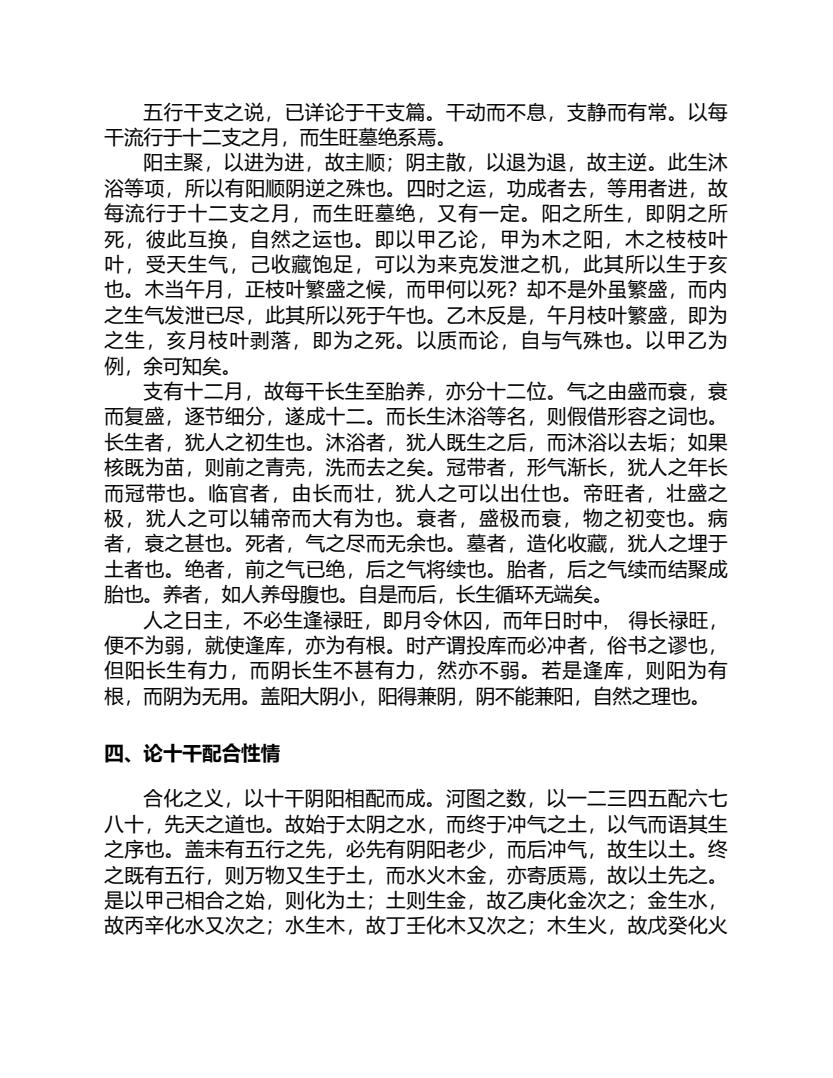 五行干支之说，已详论于干支篇。干动而不息，支静而有常。以每
干流行于十二支之月，而生旺墓绝系焉。
阳主聚，以进为进，故主顺；阴主散，以退为退，故主逆。此生沐
浴等项，所以有阳顺阴逆之殊也。四时之运，功成者去，等用者进，故
每流行于十二支之月，而生旺墓绝，又有一定。阳之所生，即阴之所
死，彼此互换，自然之运也。即以甲乙论，甲为木之阳，木之枝枝叶
叶，受天生气，己收藏饱足，可以为来克发泄之机，此其所以生于亥
也。木当午月，正枝叶繁盛之候，而甲何以死？却不是外虽繁盛，而内
之生气发泄已尽，此其所以死于午也。乙木反是，午月枝叶繁盛，即为
之生，亥月枝叶剥落，即为之死。以质而论，自与气殊也。以甲乙为
例，余可知矣。
支有十二月，故每干长生至胎养，亦分十二位。气之由盛而衰，衰
而复盛，逐节细分，遂成十二。而长生沐浴等名，则假借形容之词也。
长生者，犹人之初生也。沐浴者，犹人既生之后，而沐浴以去垢；如果
核既为苗，则前之青壳，洗而去之矣。冠带者，形气渐长，犹人之年长
而冠带也。临官者，由长而壮，犹人之可以出仕也。帝旺者，壮盛之
极，犹人之可以辅帝而大有为也。衰者，盛极而衰，物之初变也。病
者，衰之甚也。死者，气之尽而无余也。墓者，造化收藏，犹人之埋于
土者也。绝者，前之气已绝，后之气将续也。胎者，后之气续而结聚成
胎也。养者，如人养母腹也。自是而后，长生循环无端矣。
人之日主，不必生逢禄旺，即月令休囚，而年日时中， 得长禄旺，
便不为弱，就使逢库，亦为有根。时产谓投库而必冲者，俗书之谬也，
但阳长生有力，而阴长生不甚有力，然亦不弱。若是逢库，则阳为有
根，而阴为无用。盖阳大阴小，阳得兼阴，阴不能兼阳，自然之理也。
四、论十干配合性情
合化之义，以十干阴阳相配而成。河图之数，以一二三四五配六七
八十，先天之道也。故始于太阴之水，而终于冲气之土，以气而语其生
之序也。盖未有五行之先，必先有阴阳老少，而后冲气，故生以土。终
之既有五行，则万物又生于土，而水火木金，亦寄质焉，故以土先之。
是以甲己相合之始，则化为土；土则生金，故乙庚化金次之；金生水，
故丙辛化水又次之；水生木，故丁壬化木又次之；木生火，故戊癸化火